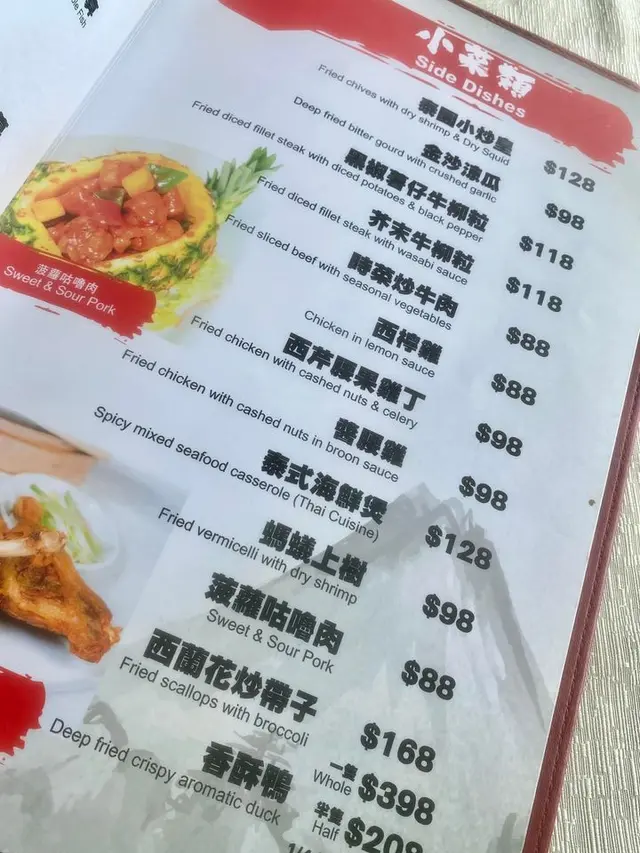 小菜類
Side Dishes
泰國小炒皇 $128
Fried chives with dry shrimp & Dry Squid
金沙涼瓜 $98
Deep fried bitter gourd with crushed garlic
黑椒薯仔牛柳粒 $118
Fried diced fillet steak with diced potatoes & black pepper
芥末牛柳粒 $118
Fried diced fillet steak with wasabi sauce
時菜炒牛肉 $88
Fried sliced beef with seasonal vegetables
西檸雞 $88
Chicken in lemon sauce
西芹腰果雞丁 $98
Fried chicken with cashed nuts & celery
醬腰雞 $98
Fried chicken with cashed nuts in broon sauce
泰式海鮮煲 $128
Spicy mixed seafood casserole (Thai Cuisine)
螞蟻上樹 $98
Fried vermicelli with dry shrimp
菠蘿咕嚕肉 $88
Sweet & Sour Pork
西蘭花炒帶子 $168
Fried scallops with broccoli
香酥鴨 一隻 Whole $398
Deep fried crispy aromatic duck 半隻 Half $208
菠蘿咕嚕肉
Sweet & Sour Pork
Fish